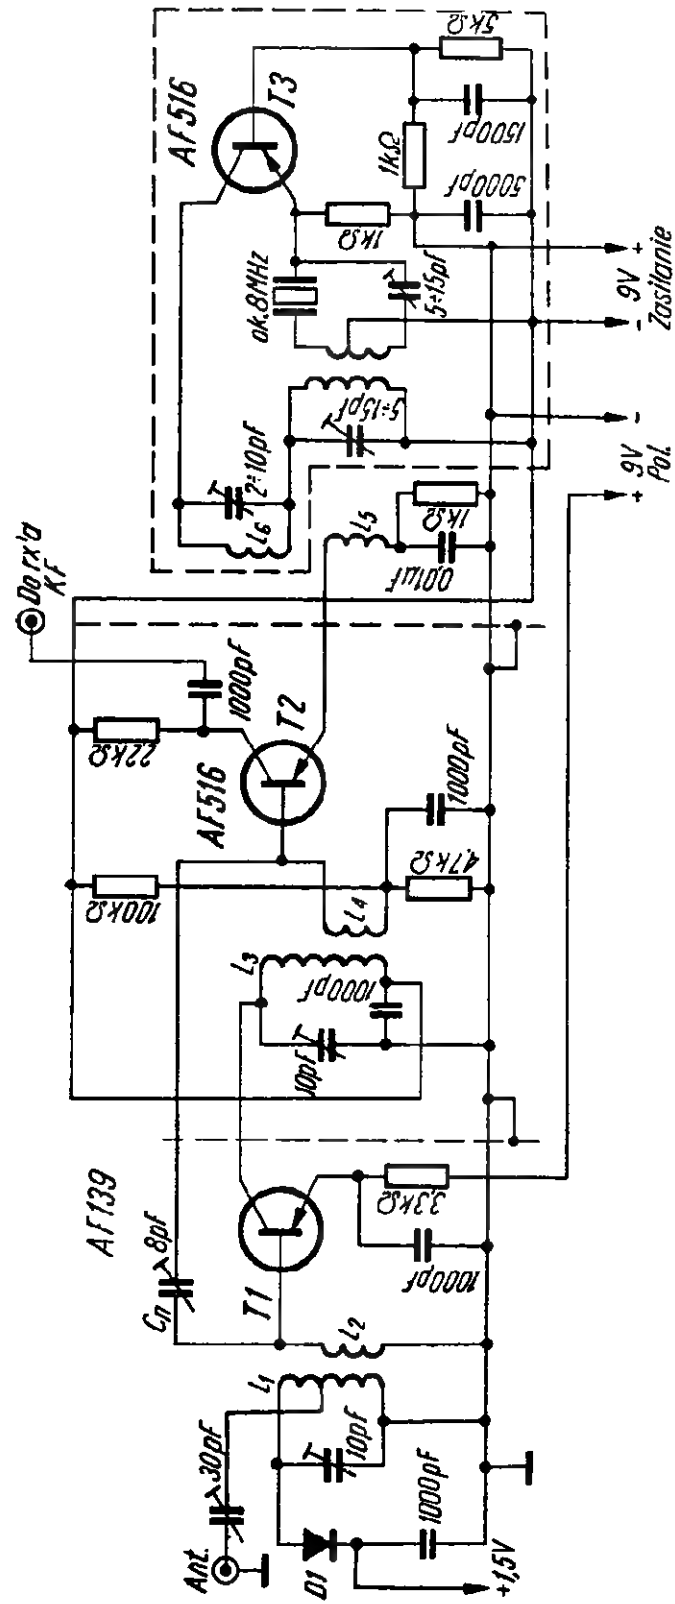 Ant.
30pF
D1
+1,5V
1000pF
10pF
L1
L2
Cn
8pF
T1
AF139
1000pF
3,3kΩ
10pF
1000pF
L3
L4
100kΩ
4,7kΩ
1000pF
AF516
T2
22kΩ
1000pF
Do rx'a
KF
L5
0,01μF
1kΩ
L6
2÷10pF
5÷15pF
ok.8MHz
5÷15pF
1kΩ
AF516
T3
1kΩ
5000pF
1500pF
5kΩ
+ 9V
Pol.
-
- 9V +
Zasilanie